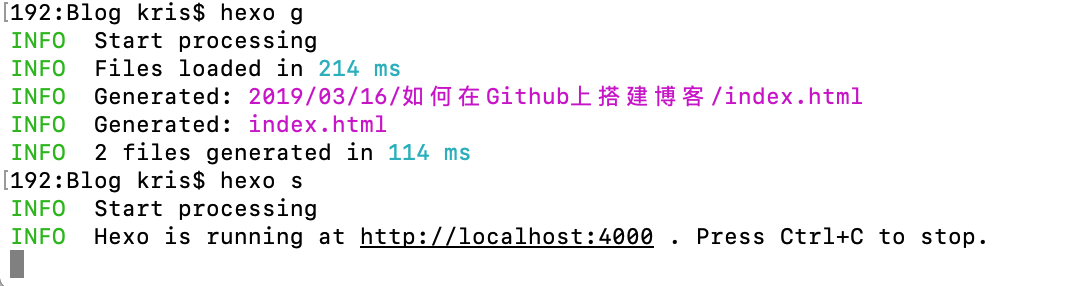 [192:Blog kris$ hexo g
INFO  Start processing
INFO  Files loaded in 214 ms
INFO  Generated: 2019/03/16/如何在Github上搭建博客/index.html
INFO  Generated: index.html
INFO  2 files generated in 114 ms
[192:Blog kris$ hexo s
INFO  Start processing
INFO  Hexo is running at http://localhost:4000 . Press Ctrl+C to stop.